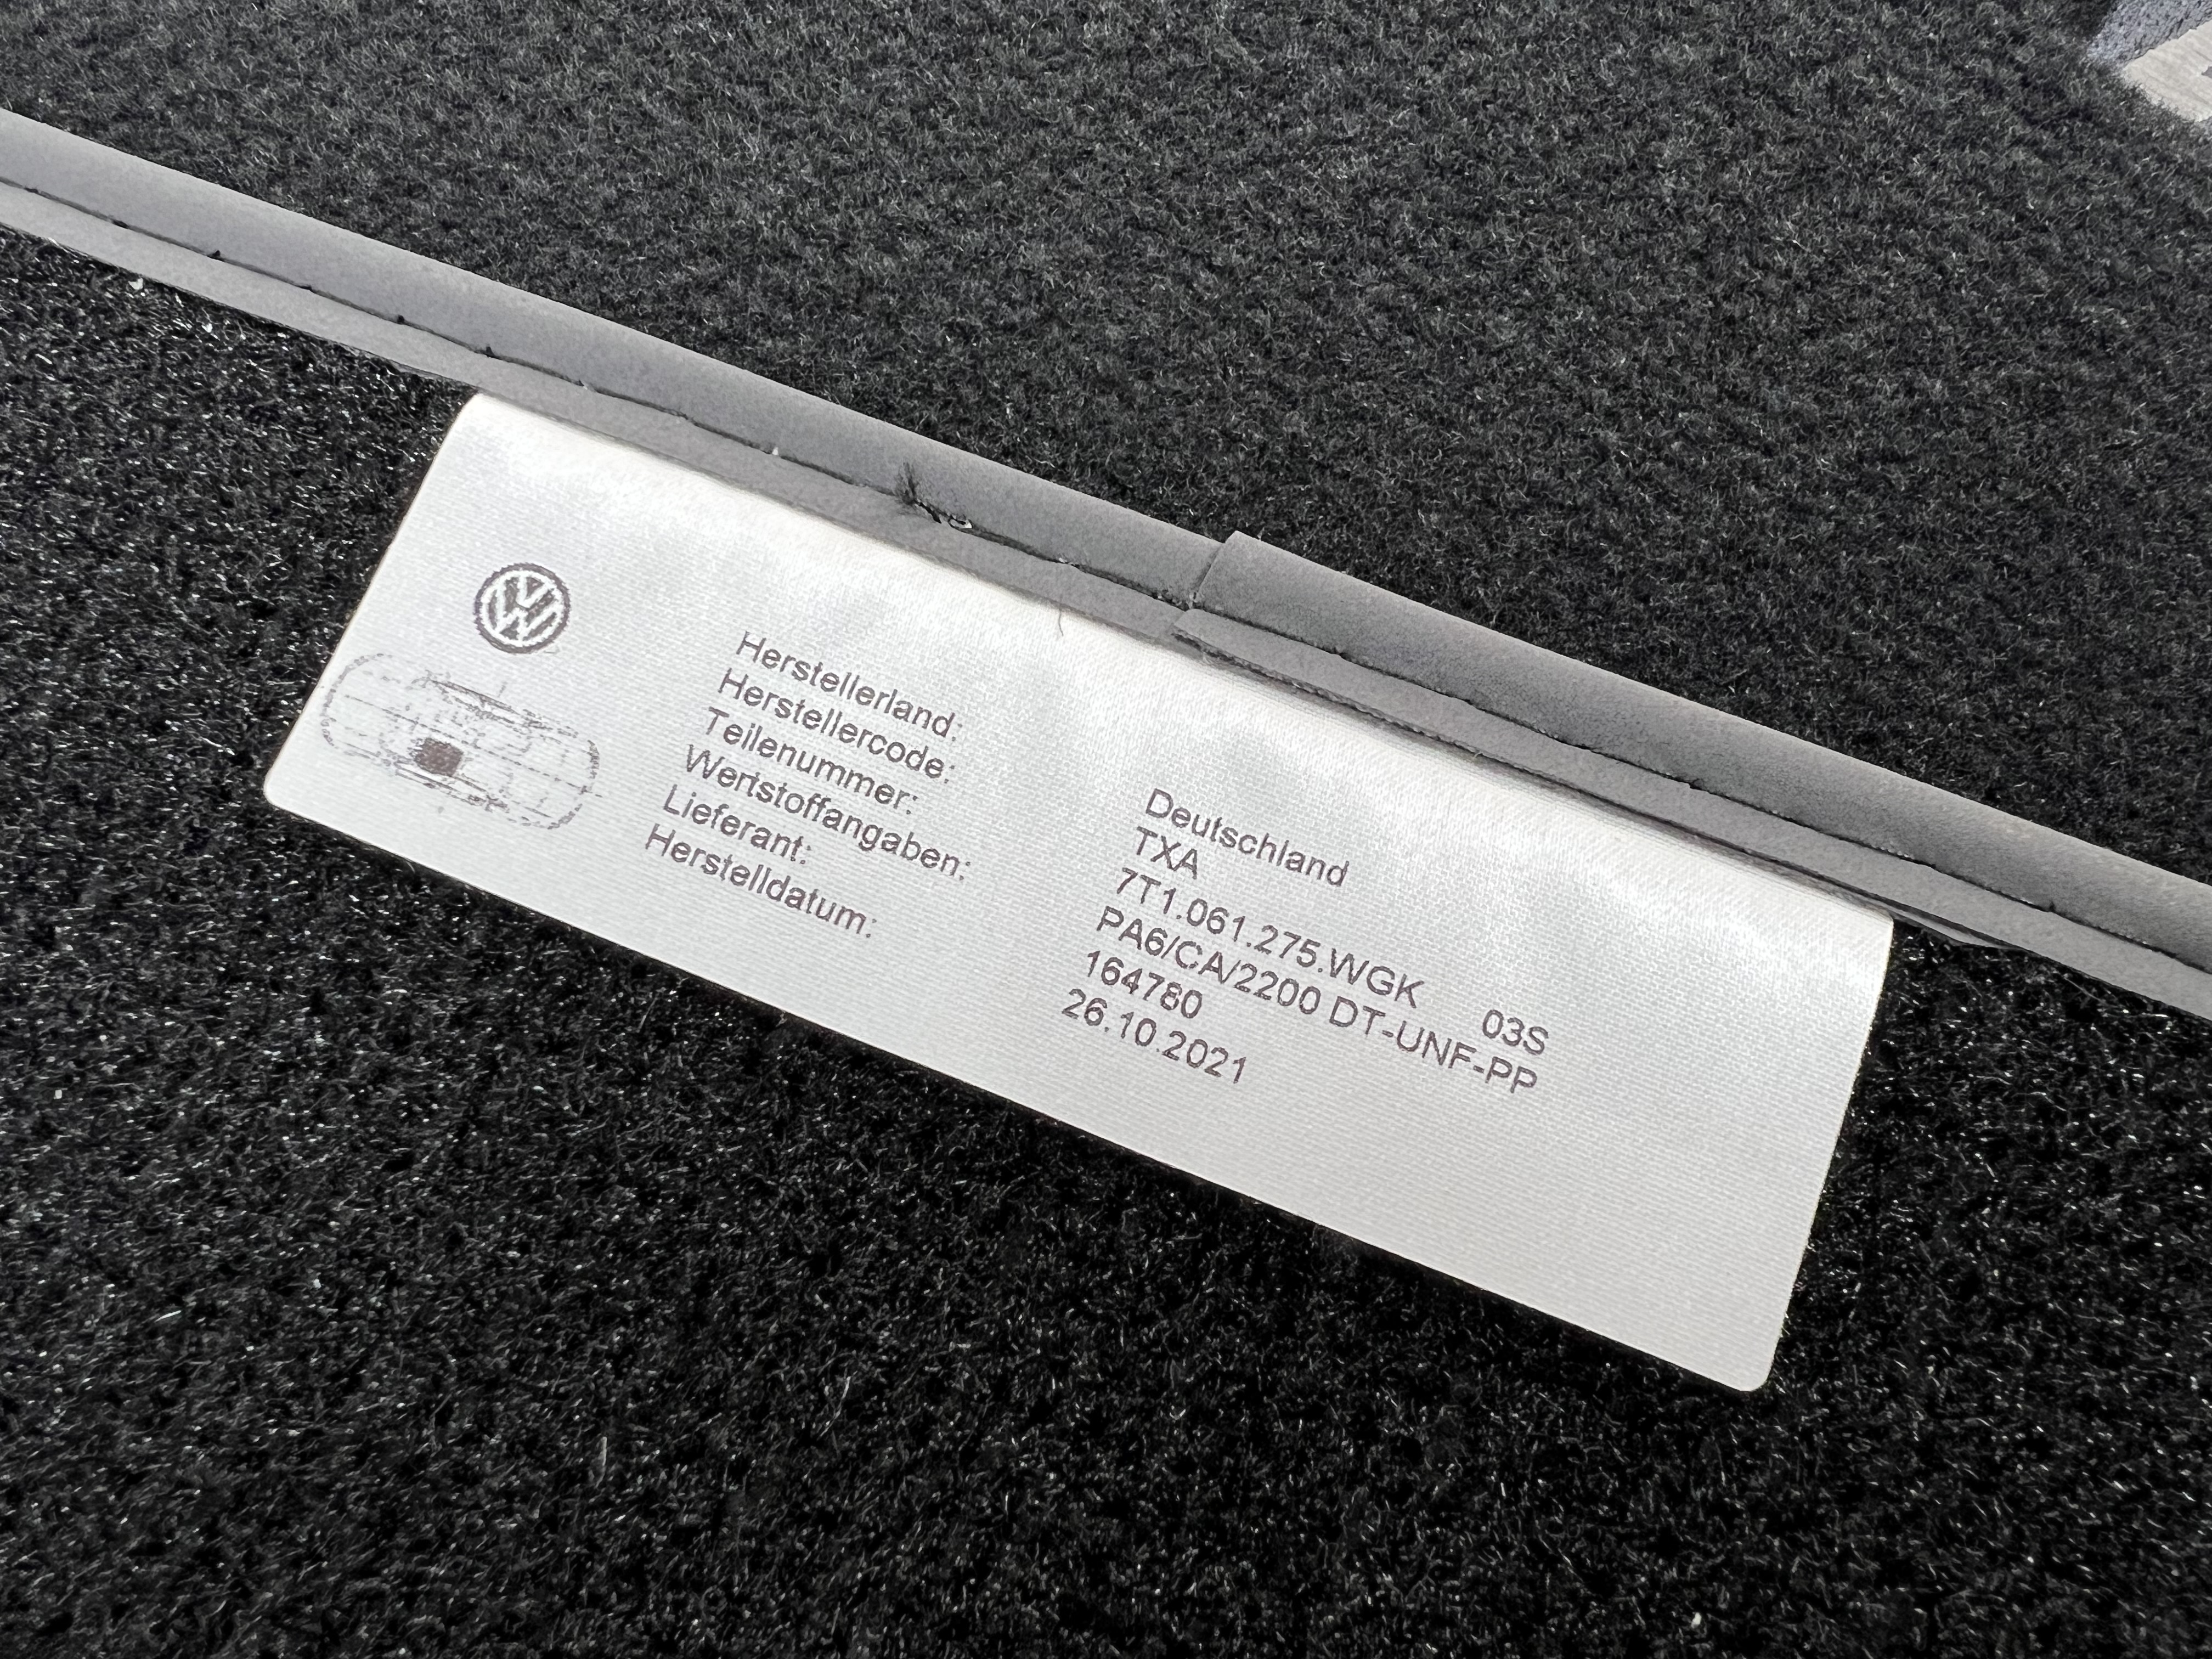 Herstellerland: Deutschland
Herstellercode: TXA
Teilenummer: 7T1.061.275.WGK 03S
Wertstoffangaben: PA6/CA/2200 DT-UNF-PP
Lieferant: 164780
Herstelldatum: 26.10.2021